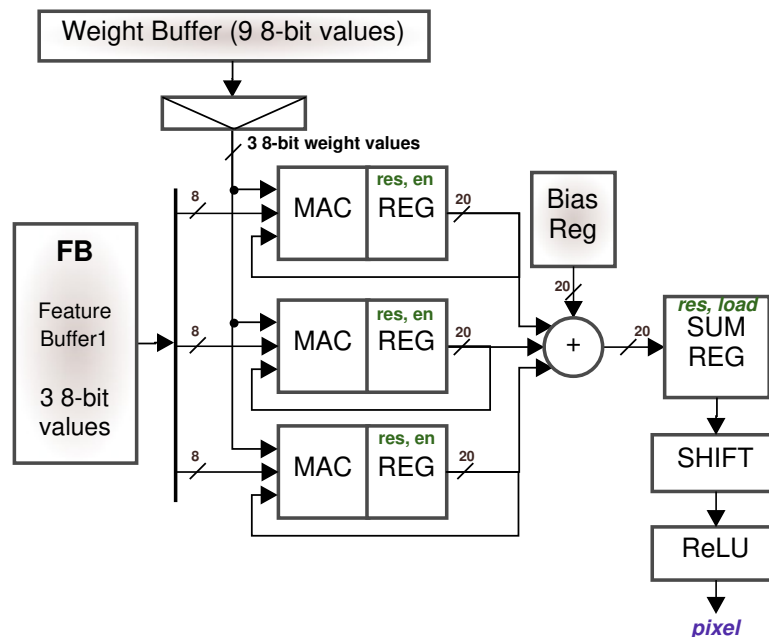 Weight Buffer (9 8-bit values)
3 8-bit weight values
8
MAC
res, en
REG
20
Bias
Reg
20
FB
Feature
Buffer1
3 8-bit
values
8
MAC
res, en
REG
20
+
20
res, load
SUM
REG
8
MAC
res, en
REG
20
SHIFT
ReLU
pixel